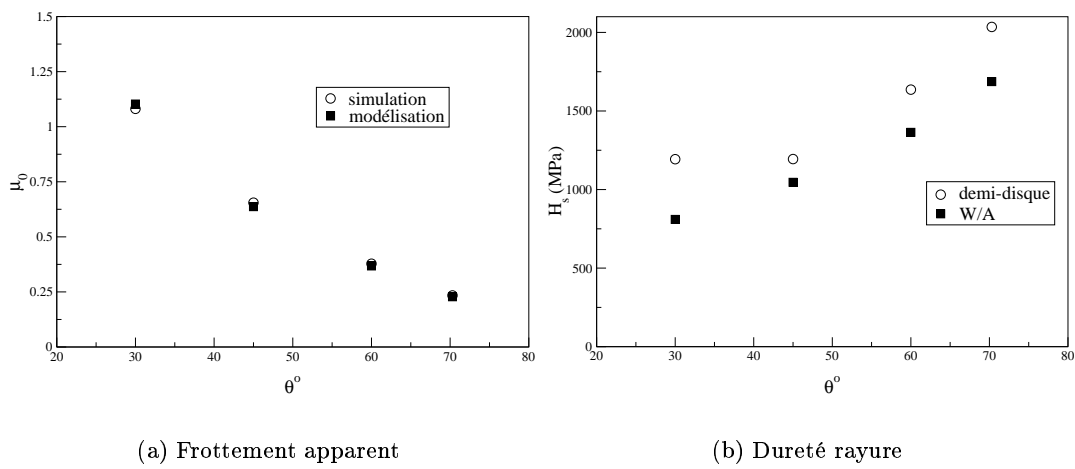 1.5
1.25
1
0.75
0.5
0.25
0
μ0
20 30 40 50 60 70 80
θo
simulation
modélisation
2000
1500
1000
500
0
Hs (MPa)
20 30 40 50 60 70 80
θo
demi-disque
W/A
(a) Frottement apparent
(b) Dureté rayure